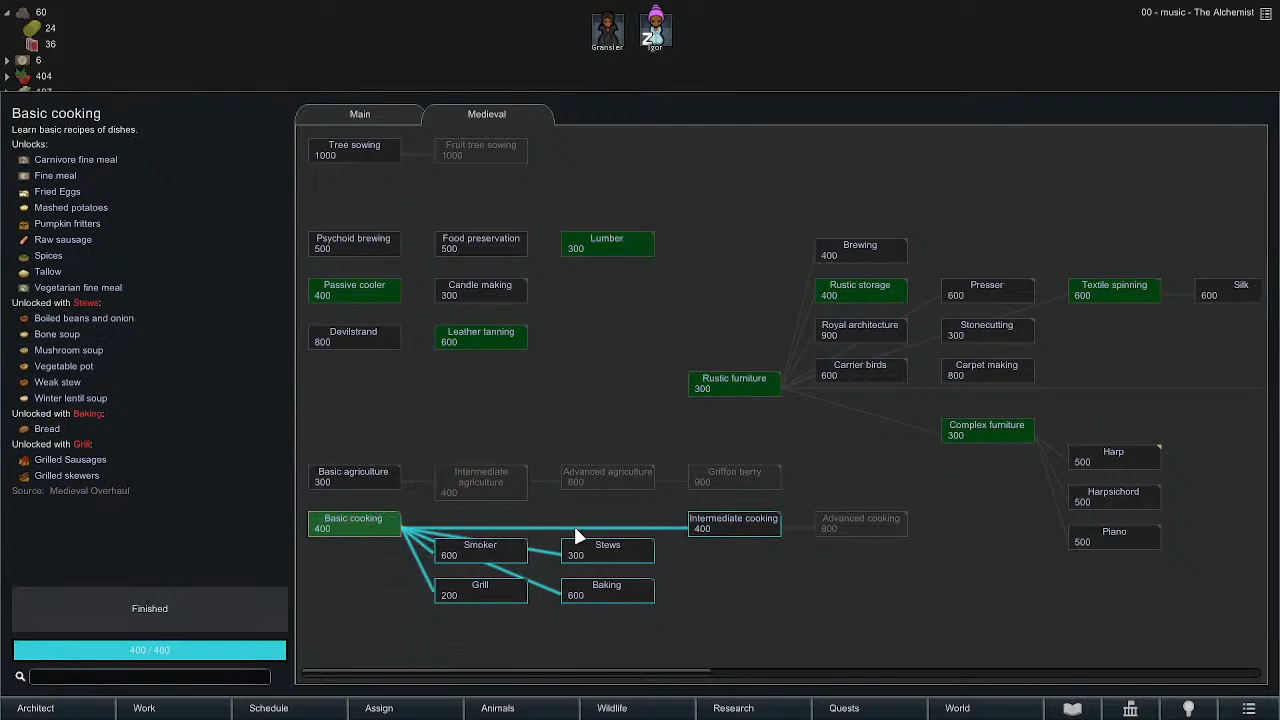 60
24
36
6
404
Gransier
Igor
00 - music - The Alchemist
Basic cooking
Learn basic recipes of dishes.
Unlocks:
Carnivore fine meal
Fine meal
Fried Eggs
Mashed potatoes
Pumpkin fritters
Raw sausage
Spices
Tallow
Vegetarian fine meal
Unlocked with Stews:
Boiled beans and onion
Bone soup
Mushroom soup
Vegetable pot
Weak stew
Winter lentil soup
Unlocked with Baking:
Bread
Unlocked with Grill:
Grilled Sausages
Grilled skewers
Source: Medieval Overhaul
Finished
400 / 400
Main
Medieval
Tree sowing
1000
Fruit tree sowing
1000
Psychoid brewing
500
Food preservation
500
Lumber
300
Brewing
400
Passive cooler
400
Candle making
300
Rustic storage
400
Presser
600
Textile spinning
600
Silk
600
Devilstrand
800
Leather tanning
600
Royal architecture
900
Stonecutting
300
Rustic furniture
300
Carrier birds
600
Carpet making
800
Complex furniture
300
Harp
500
Harpsichord
500
Piano
500
Basic agriculture
300
Intermediate
agriculture
400
Advanced agriculture
600
Griffon berry
900
Basic cooking
400
Intermediate cooking
400
Advanced cooking
800
Smoker
600
Stews
300
Grill
200
Baking
600
Architect
Work
Schedule
Assign
Animals
Wildlife
Research
Quests
World